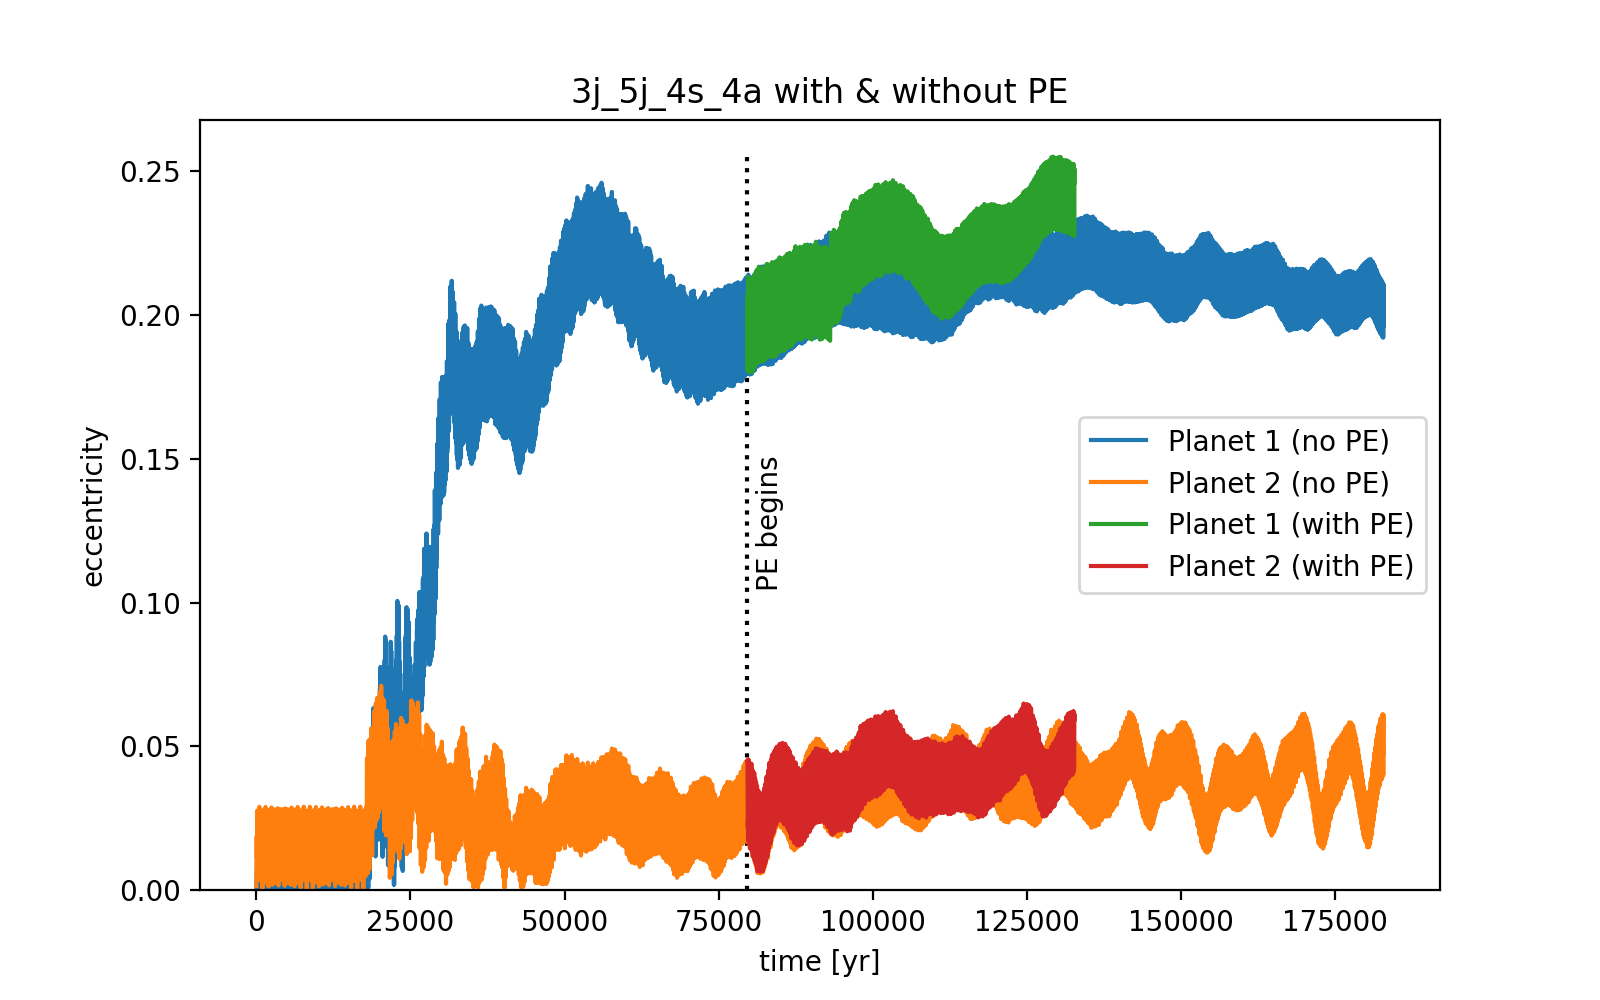 3j_5j_4s_4a with & without PE
eccentricity
0.25
0.20
0.15
0.10
0.05
0.00
PE begins
Planet 1 (no PE)
Planet 2 (no PE)
Planet 1 (with PE)
Planet 2 (with PE)
0 25000 50000 75000 100000 125000 150000 175000
time [yr]